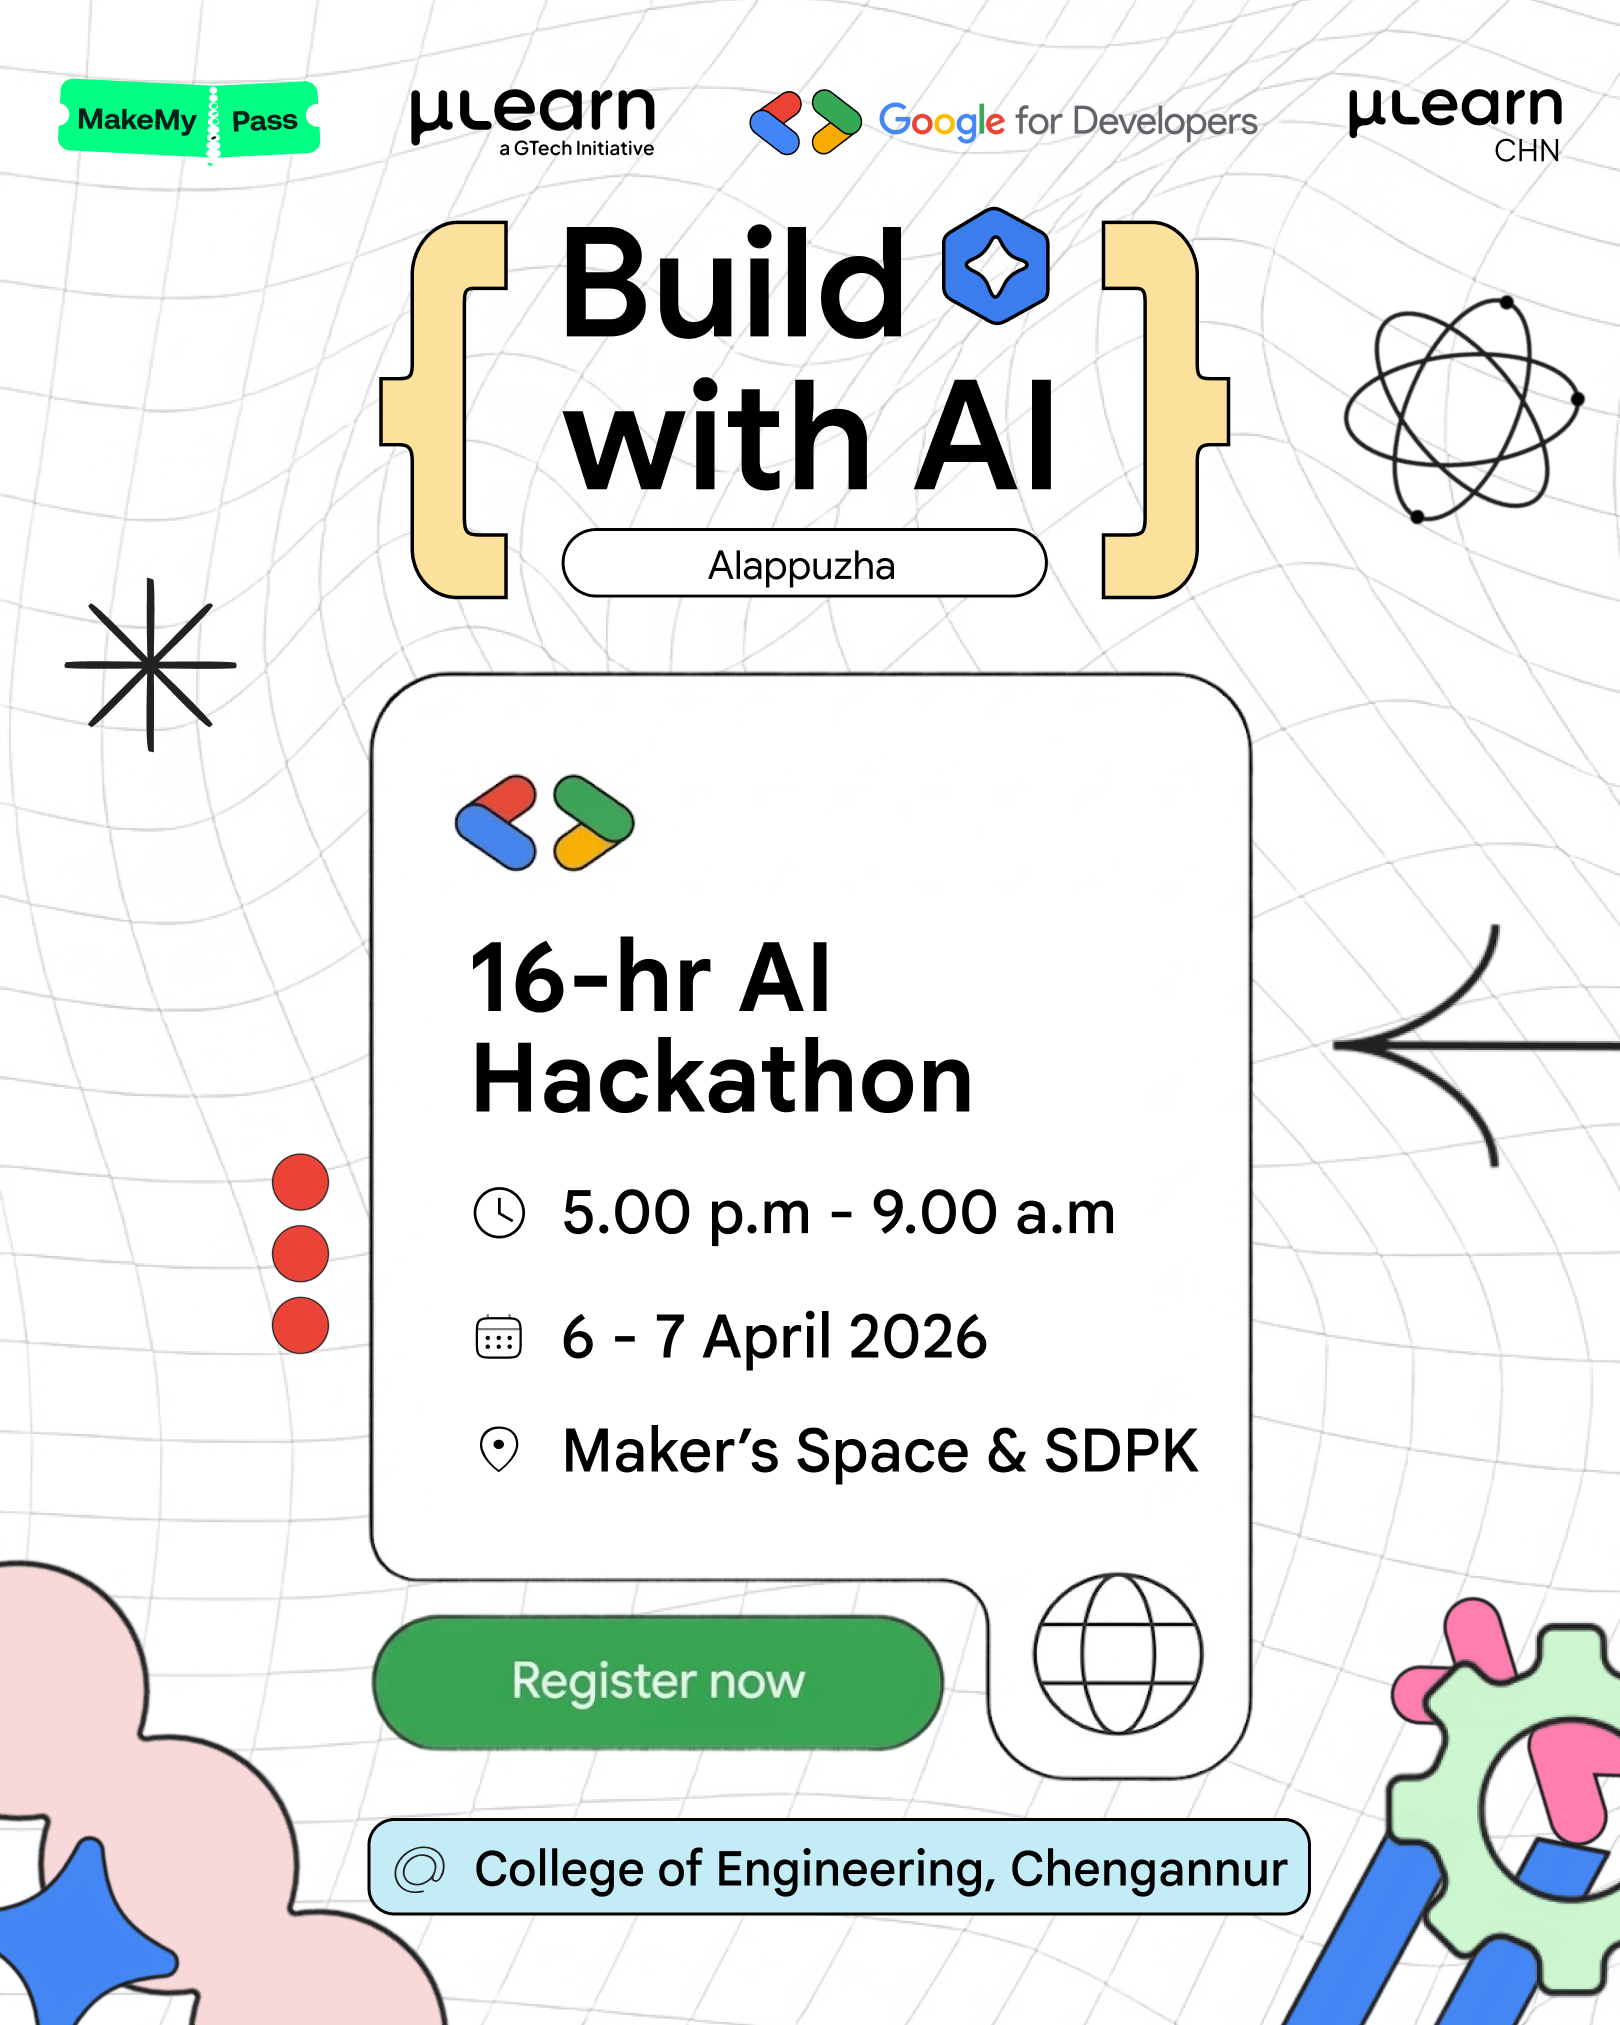 MakeMy Pass
µLearn
a GTech Initiative
Google for Developers
µLearn
CHN
Build
with AI
Alappuzha
16-hr AI
Hackathon
5.00 p.m - 9.00 a.m
6 - 7 April 2026
Maker’s Space & SDPK
Register now
@ College of Engineering, Chengannur